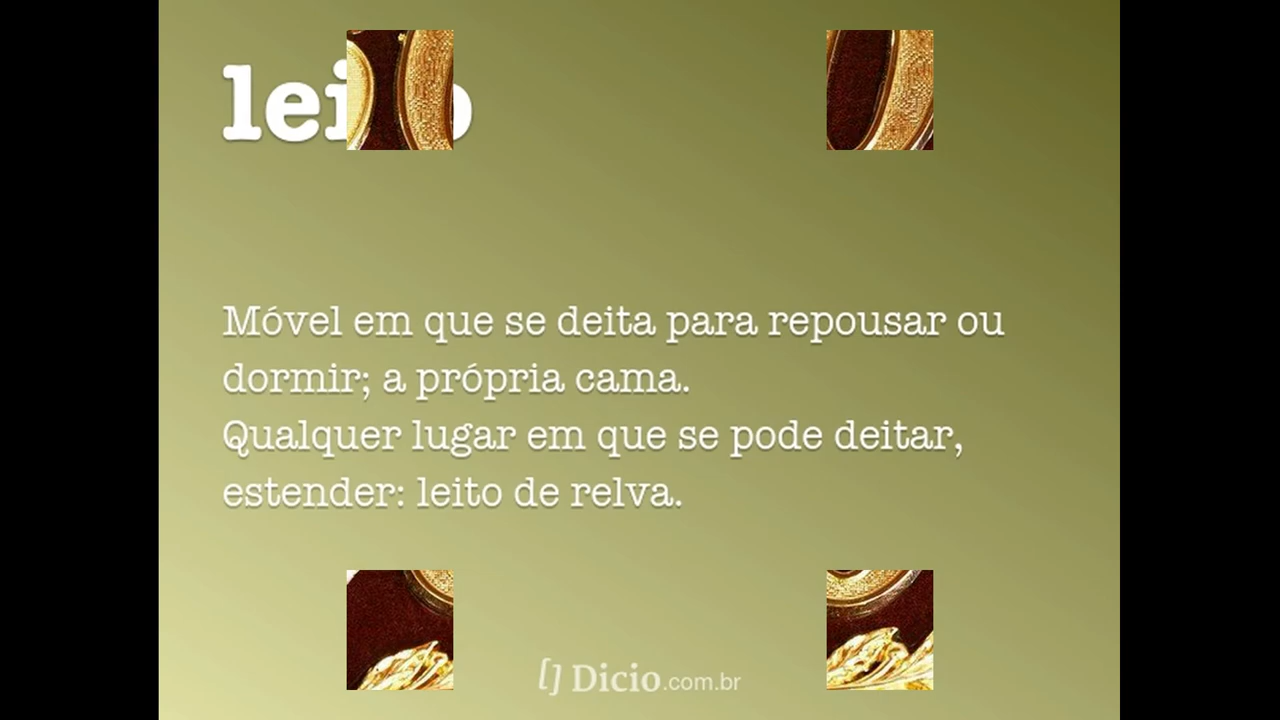 Móvel em que se deita para repousar ou
dormir; a própria cama.
Qualquer lugar em que se pode deitar,
estender: leito de relva.
[] Dicio.com.br